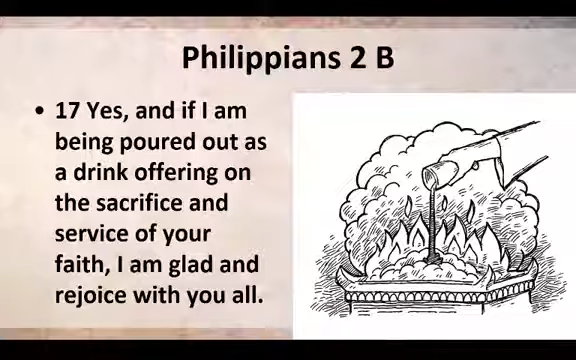 Philippians 2 B
• 17 Yes, and if I am
being poured out as
a drink offering on
the sacrifice and
service of your
faith, I am glad and
rejoice with you all.